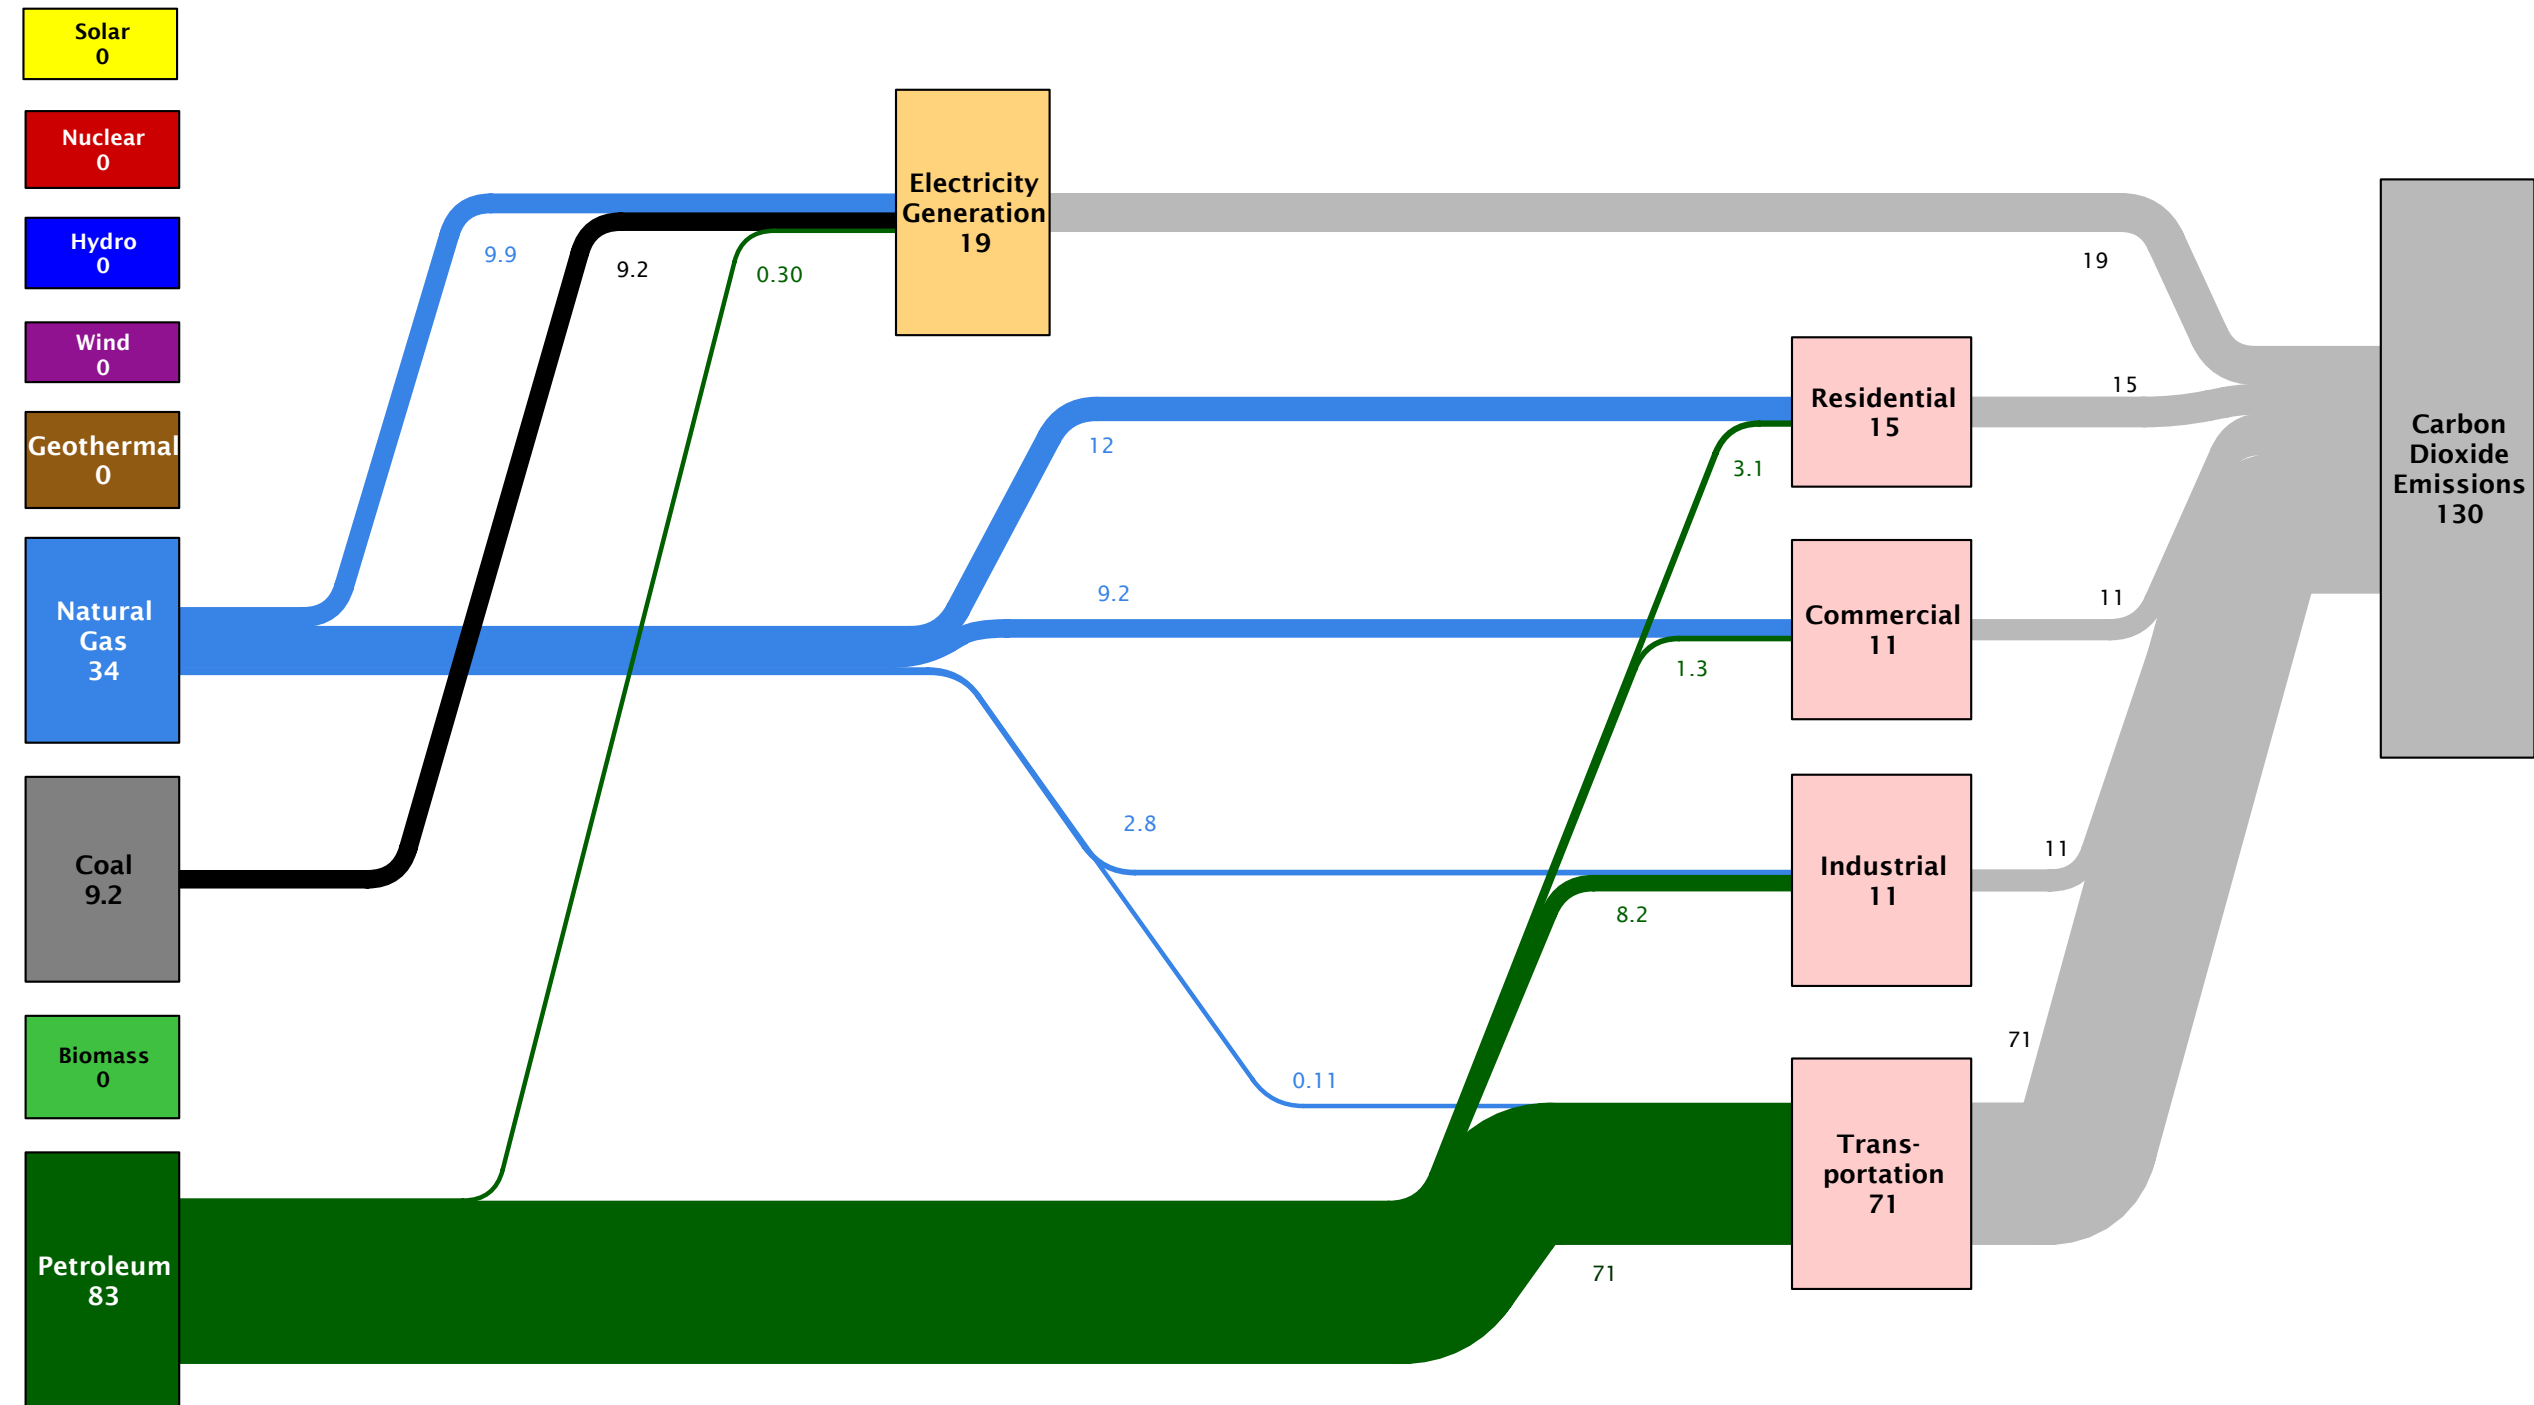 Solar
0
Nuclear
0
Hydro
0
Wind
0
Geothermal
0
Natural
Gas
34
Coal
9.2
Biomass
0
Petroleum
83
9.9
9.2
0.30
Electricity
Generation
19
12
9.2
2.8
0.11
3.1
1.3
8.2
71
Residential
15
Commercial
11
Industrial
11
Trans-
portation
71
19
15
11
11
71
Carbon
Dioxide
Emissions
130